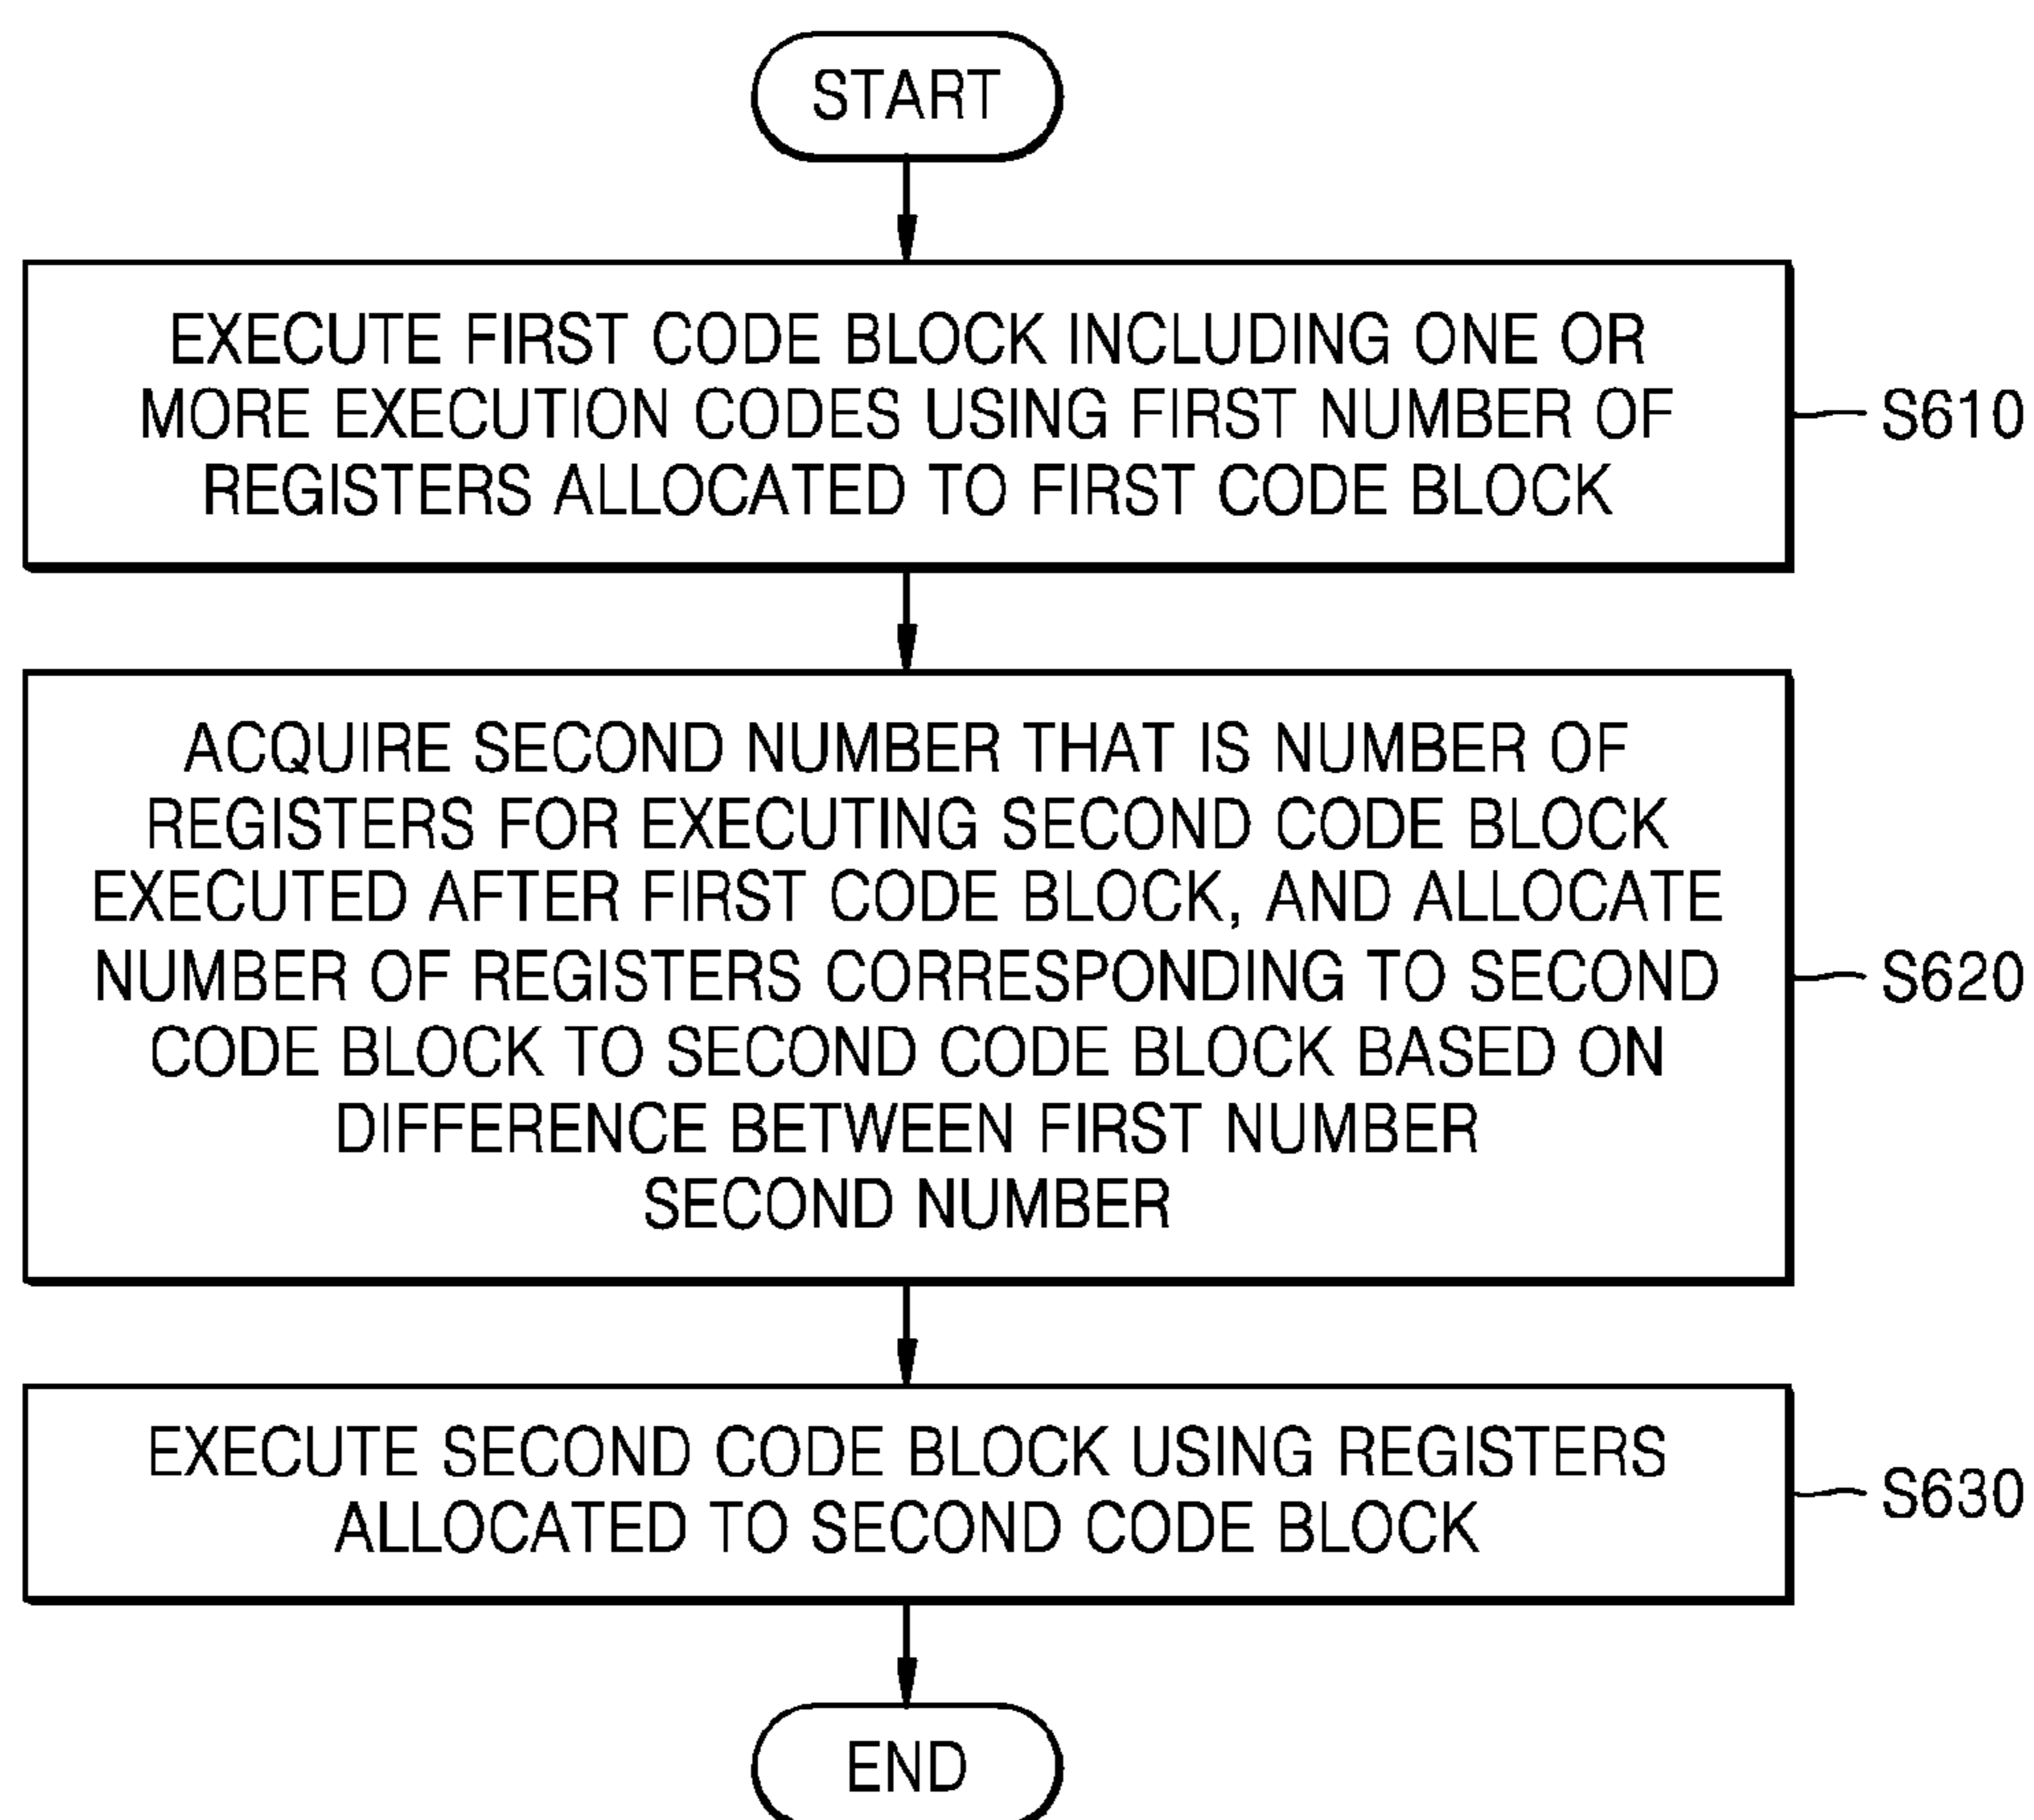 START
EXECUTE FIRST CODE BLOCK INCLUDING ONE OR
MORE EXECUTION CODES USING FIRST NUMBER OF
REGISTERS ALLOCATED TO FIRST CODE BLOCK
S610
ACQUIRE SECOND NUMBER THAT IS NUMBER OF
REGISTERS FOR EXECUTING SECOND CODE BLOCK
EXECUTED AFTER FIRST CODE BLOCK, AND ALLOCATE
NUMBER OF REGISTERS CORRESPONDING TO SECOND
CODE BLOCK TO SECOND CODE BLOCK BASED ON
DIFFERENCE BETWEEN FIRST NUMBER
SECOND NUMBER
S620
EXECUTE SECOND CODE BLOCK USING REGISTERS
ALLOCATED TO SECOND CODE BLOCK
S630
END